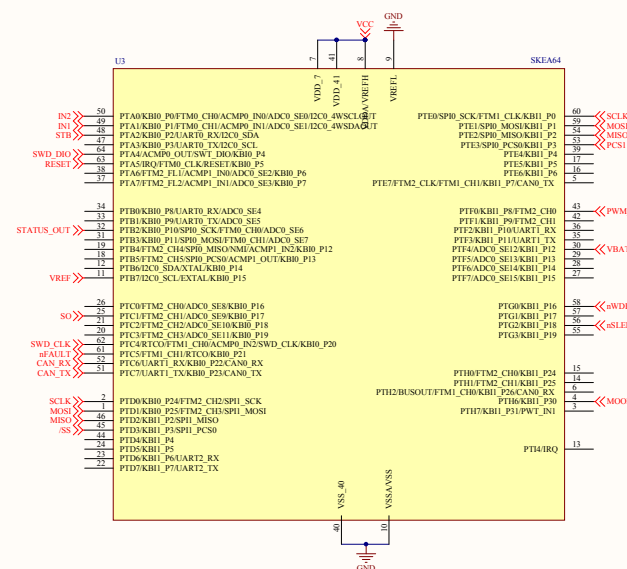 GND
VCC
U3
SKEA64
7
41
8
9
VDD_7
VDD_41
VREFL
IN2 50 PTA0/KBI0_P0/FTM0_CH0/ACMP0_IN0/ADC0_SE0/I2C0_4WSCLOUT
IN1 49 PTA1/KBI0_P1/FTM0_CH1/ACMP0_IN1/ADC0_SE1/I2C0_4WSDAOUT
STB 48 PTA2/KBI0_P2/UART0_RX/I2C0_SDA
47 PTA3/KBI0_P3/UART0_TX/I2C0_SCL
SWD_DIO 64 PTA4/ACMP0_OUT/SWT_DIO/KBI0_P4
RESET 63 PTA5/IRQ/FTM0_CLK/RESET/KBI0_P5
38 PTA6/FTM2_FL1/ACMP1_IN0/ADC0_SE2/KBI0_P6
37 PTA7/FTM2_FL2/ACMP1_IN1/ADC0_SE3/KBI0_P7
34 PTB0/KBI0_P8/UART0_RX/ADC0_SE4
33 PTB1/KBI0_P9/UART0_TX/ADC0_SE5
STATUS_OUT 32 PTB2/KBI0_P10/SPI0_SCK/FTM0_CH0/ADC0_SE6
31 PTB3/KBI0_P11/SPI0_MOSI/FTM0_CH1/ADC0_SE7
19 PTB4/FTM2_CH4/SPI0_MISO/NMI/ACMP1_IN2/KBI0_P12
18 PTB5/FTM2_CH5/SPI0_PCS0/ACMP1_OUT/KBI0_P13
12 PTB6/I2C0_SDA/XTAL/KBI0_P14
VREF 11 PTB7/I2C0_SCL/EXTAL/KBI0_P15
26 PTC0/FTM2_CH0/ADC0_SE8/KBI0_P16
SO 25 PTC1/FTM2_CH1/ADC0_SE9/KBI0_P17
21 PTC2/FTM2_CH2/ADC0_SE10/KBI0_P18
20 PTC3/FTM2_CH3/ADC0_SE11/KBI0_P19
SWD_CLK 62 PTC4/RTCO/FTM1_CH0/ACMP0_IN2/SWD_CLK/KBI0_P20
nFAULT 61 PTC5/FTM1_CH1/RTCO/KBI0_P21
CAN_RX 52 PTC6/UART1_RX/KBI0_P22/CAN0_RX
CAN_TX 51 PTC7/UART1_TX/KBI0_P23/CAN0_TX
SCLK 2 PTD0/KBI0_P24/FTM2_CH2/SPI1_SCK
MOSI 1 PTD1/KBI0_P25/FTM2_CH3/SPI1_MOSI
MISO 46 PTD2/KBI1_P2/SPI1_MISO
/SS 45 PTD3/KBI1_P3/SPI1_PCS0
44 PTD4/KBI1_P4
24 PTD5/KBI1_P5
23 PTD6/KBI1_P6/UART2_RX
22 PTD7/KBI1_P7/UART2_TX
PTE0/SPI0_SCK/FTM1_CLK/KBI1_P0 60 SCLK
PTE1/SPI0_MOSI/KBI1_P1 59 MOSI
PTE2/SPI0_MISO/KBI1_P2 54 MISO
PTE3/SPI0_PCS0/KBI1_P3 53 PCS1
PTE4/KBI1_P4 39
PTE5/KBI1_P5 17
PTE6/KBI1_P6 16
PTE7/FTM2_CLK/FTM1_CH1/KBI1_P7/CAN0_TX 5
PTF0/KBI1_P8/FTM2_CH0 43 PWM
PTF1/KBI1_P9/FTM2_CH1 42
PTF2/KBI1_P10/UART1_RX 36
PTF3/KBI1_P11/UART1_TX 35
PTF4/ADC0_SE12/KBI1_P12 30 VBA
PTF5/ADC0_SE13/KBI1_P13 29
PTF6/ADC0_SE14/KBI1_P14 28
PTF7/ADC0_SE15/KBI1_P15 27
PTG0/KBI1_P16 58 nWD
PTG1/KBI1_P17 57
PTG2/KBI1_P18 56 nSLE
PTG3/KBI1_P19 55
PTH0/FTM2_CH0/KBI1_P24 15
PTH1/FTM2_CH1/KBI1_P25 14
PTH2/BUSOUT/FTM1_CH0/KBI1_P26/CAN0_RX 6
PTH6/KBI1_P30 4 MOO
PTH7/KBI1_P31/PWT_IN1 3
PTI4/IRQ 13
VSS_40
VSSA/VSS
40
10
GND